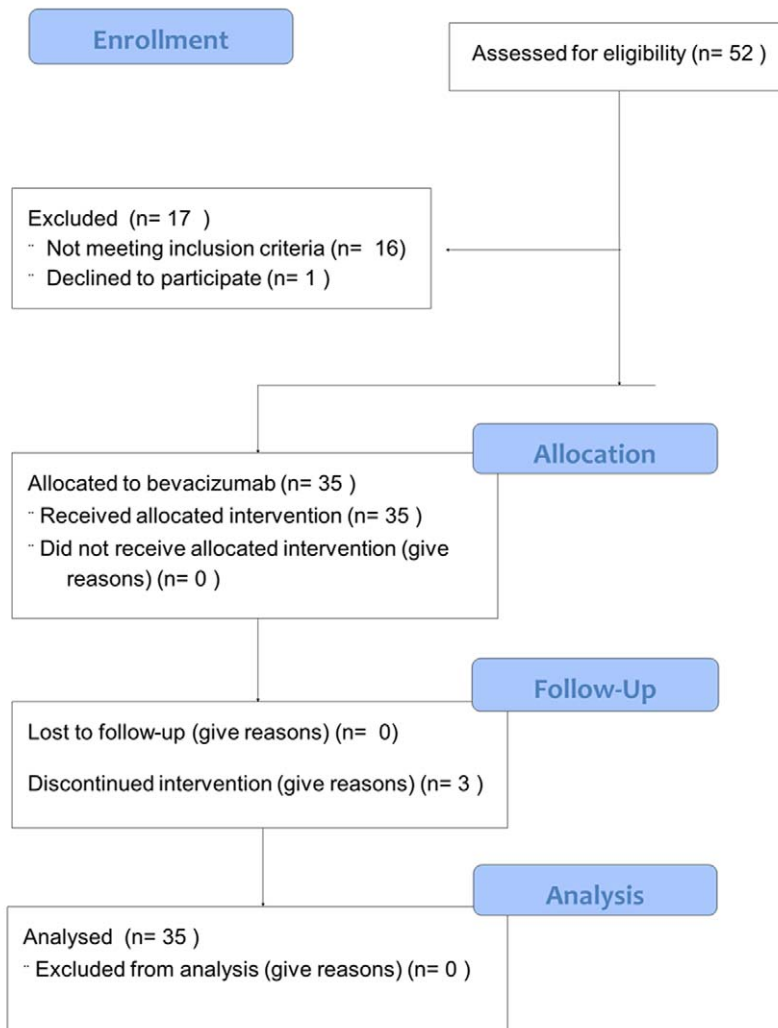 Enrollment
Assessed for eligibility (n= 52 )
Excluded (n= 17 )
¨ Not meeting inclusion criteria (n= 16)
¨ Declined to participate (n= 1 )
Allocation
Allocated to bevacizumab (n= 35 )
¨ Received allocated intervention (n= 35 )
¨ Did not receive allocated intervention (give
reasons) (n= 0 )
Follow-Up
Lost to follow-up (give reasons) (n= 0)
Discontinued intervention (give reasons) (n= 3 )
Analysis
Analysed (n= 35 )
¨ Excluded from analysis (give reasons) (n= 0 )